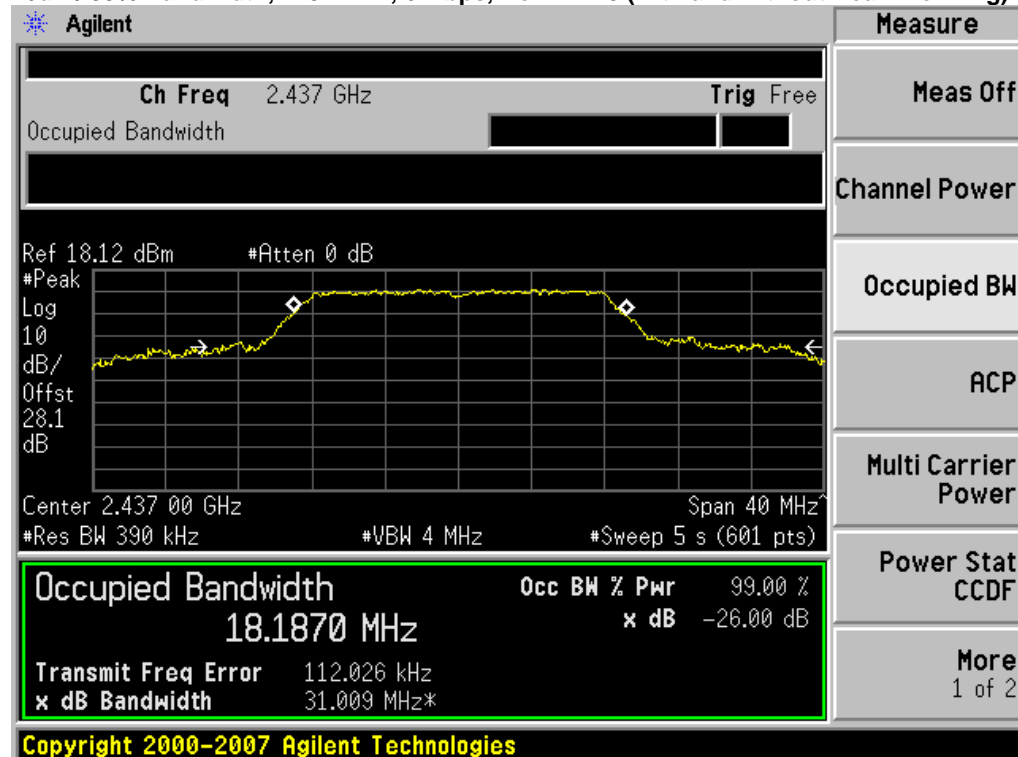 Agilent
Measure
Ch Freq 2.437 GHz Trig Free
Occupied Bandwidth
Meas Off
Channel Power
Occupied BW
ACP
Multi Carrier
Power
Power Stat
CCDF
More
1 of 2
Ref 18.12 dBm #Atten 0 dB
#Peak
Log
10
dB/
Offst
28.1
dB
Center 2.437 00 GHz Span 40 MHz^
#Res BW 390 kHz #VBW 4 MHz #Sweep 5 s (601 pts)
Occupied Bandwidth
18.1870 MHz
Occ BW % Pwr 99.00 %
x dB -26.00 dB
Transmit Freq Error 112.026 kHz
x dB Bandwidth 31.009 MHz*
Copyright 2000-2007 Agilent Technologies